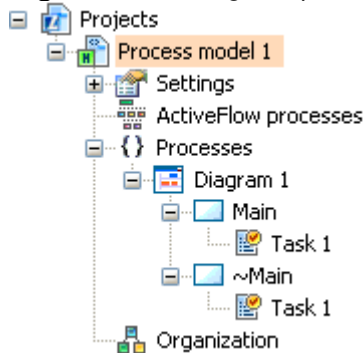 Projects
Process model 1
Settings
ActiveFlow processes
Processes
Diagram 1
Main
Task 1
~Main
Task 1
Organization